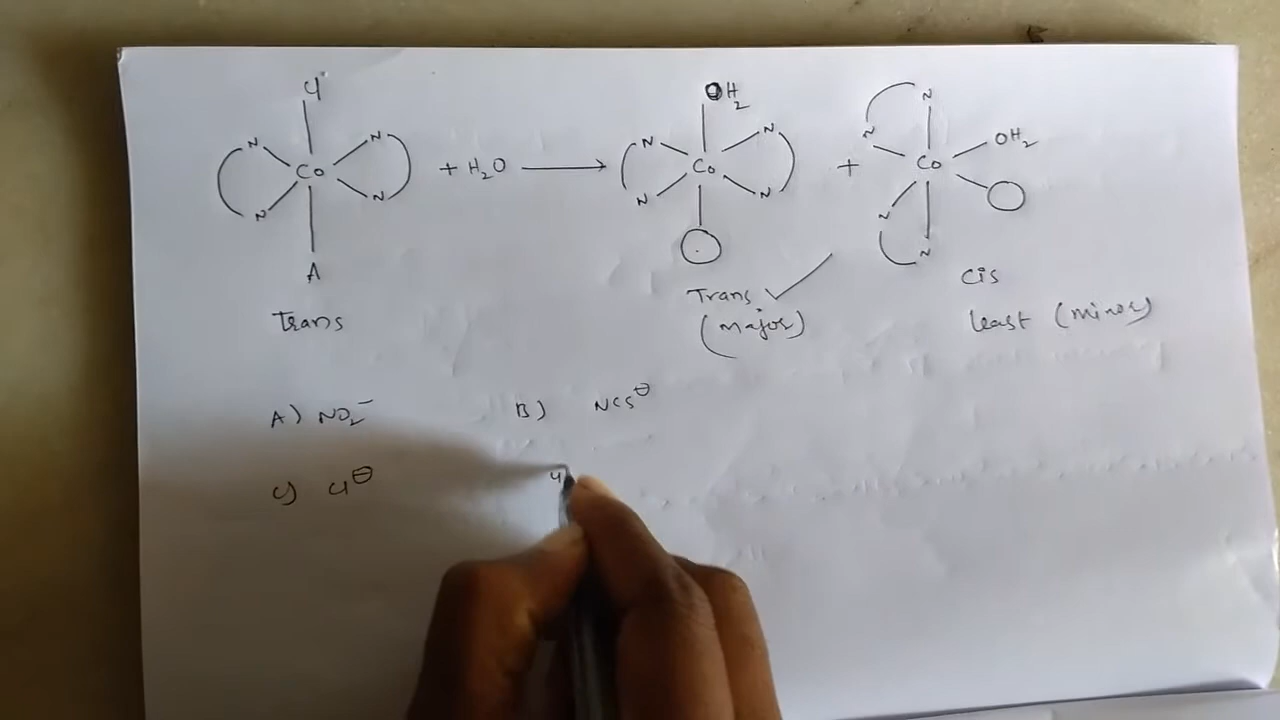 Cl
N N
Co
N N
A
Trans
+ H2O
OH2
N N
Co
N N
Trans
(Major)
+
N
N OH2
Co
N
N
Cis
least (minor)
A) NO2-
B) NCS⊖
C) Cl⊖